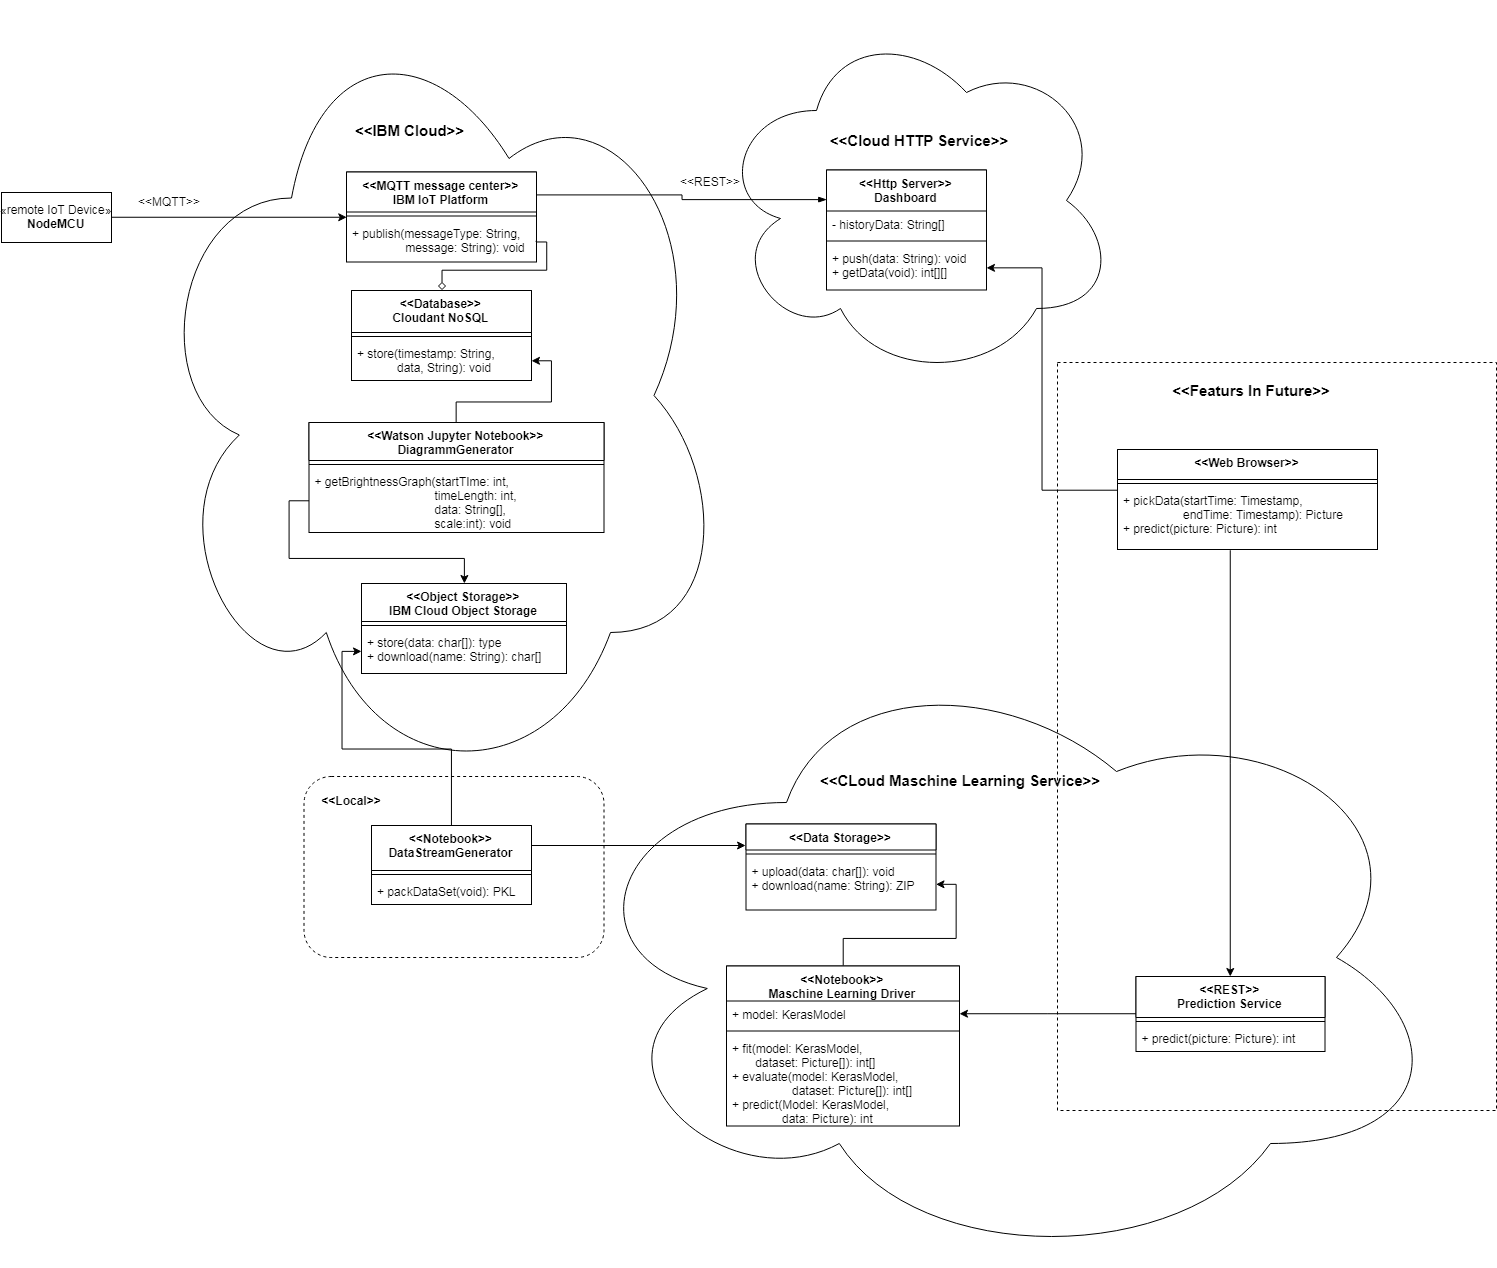 <<IBM Cloud>>
<<Cloud HTTP Service>>
«remote IoT Device»
NodeMCU
<<MQTT>>
<<MQTT message center>>
IBM IoT Platform
+ publish(messageType: String,
message: String): void
<<REST>>
<<Http Server>>
Dashboard
- historyData: String[]
+ push(data: String): void
+ getData(void): int[][]
<<Database>>
Cloudant NoSQL
+ store(timestamp: String,
data, String): void
<<Watson Jupyter Notebook>>
DiagrammGenerator
+ getBrightnessGraph(startTIme: int,
timeLength: int,
data: String[],
scale:int): void
<<Object Storage>>
IBM Cloud Object Storage
+ store(data: char[]): type
+ download(name: String): char[]
<<Featurs In Future>>
<<Web Browser>>
+ pickData(startTime: Timestamp,
endTime: Timestamp): Picture
+ predict(picture: Picture): int
<<Local>>
<<Notebook>>
DataStreamGenerator
+ packDataSet(void): PKL
<<CLoud Maschine Learning Service>>
<<Data Storage>>
+ upload(data: char[]): void
+ download(name: String): ZIP
<<Notebook>>
Maschine Learning Driver
+ model: KerasModel
+ fit(model: KerasModel,
dataset: Picture[]): int[]
+ evaluate(model: KerasModel,
dataset: Picture[]): int[]
+ predict(Model: KerasModel,
data: Picture): int
<<REST>>
Prediction Service
+ predict(picture: Picture): int